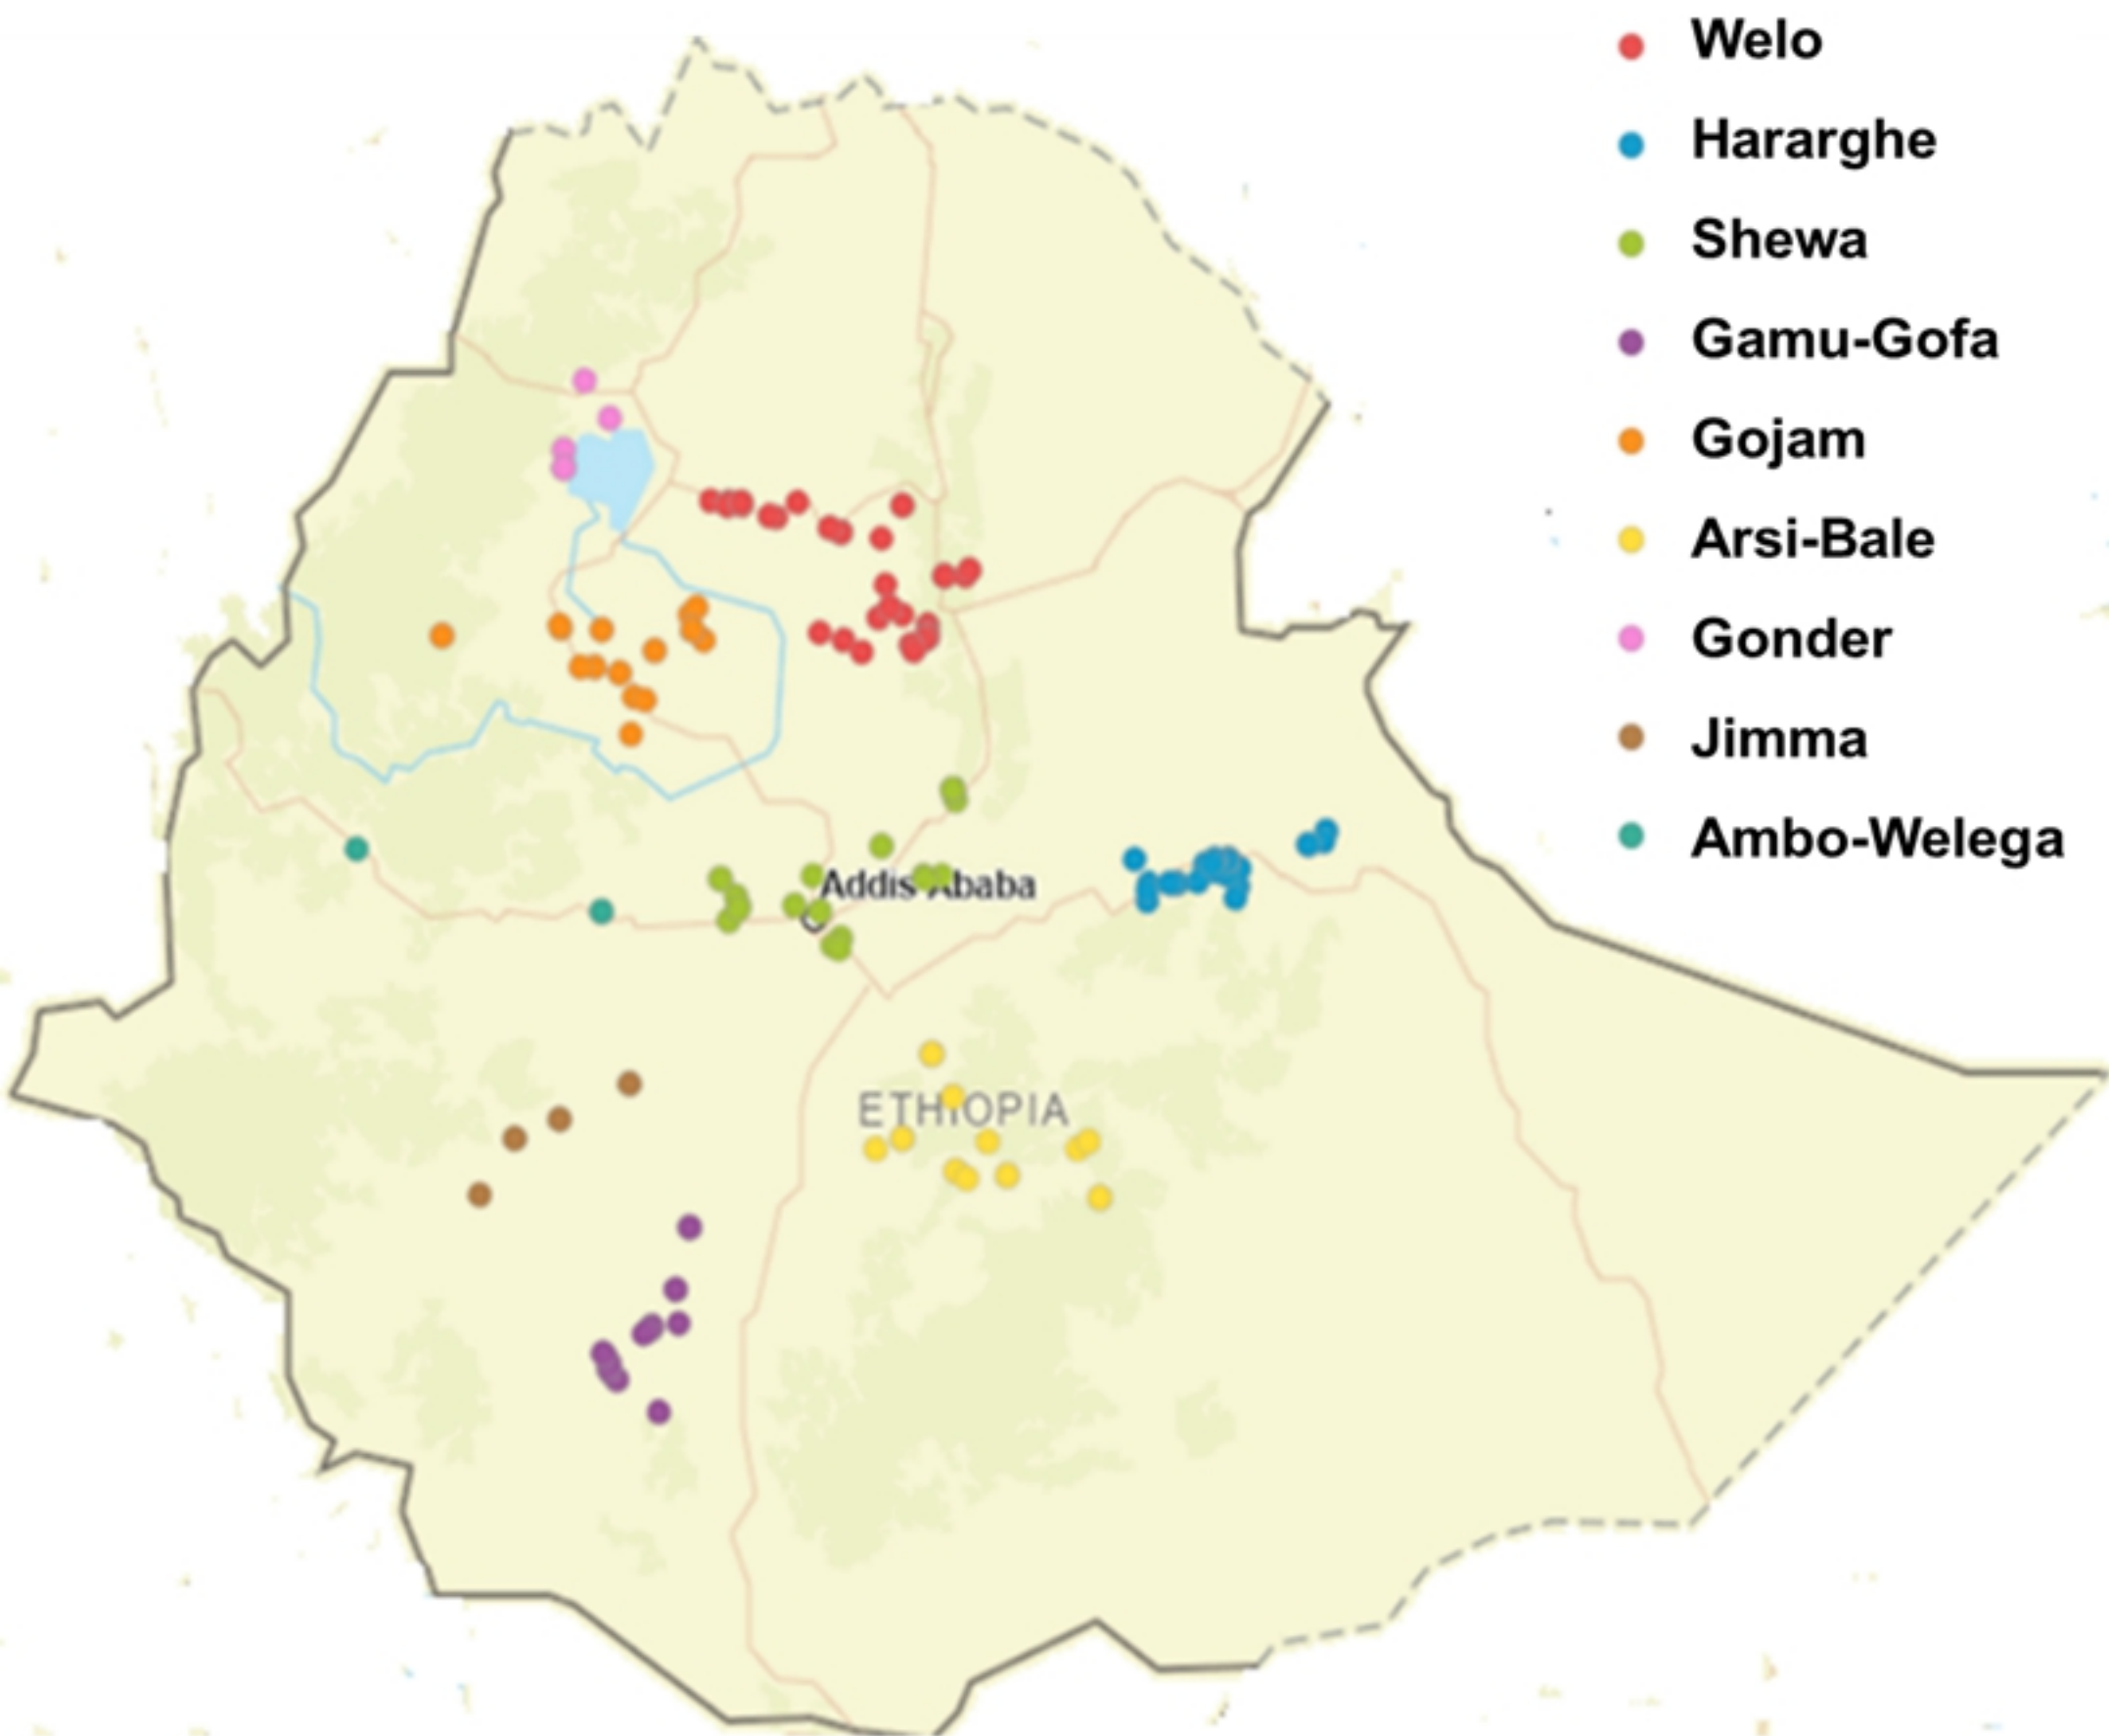 Welo
Hararghe
Shewa
Gamu-Gofa
Gojam
Arsi-Bale
Gonder
Jimma
Ambo-Welega
Addis Ababa
ETHIOPIA